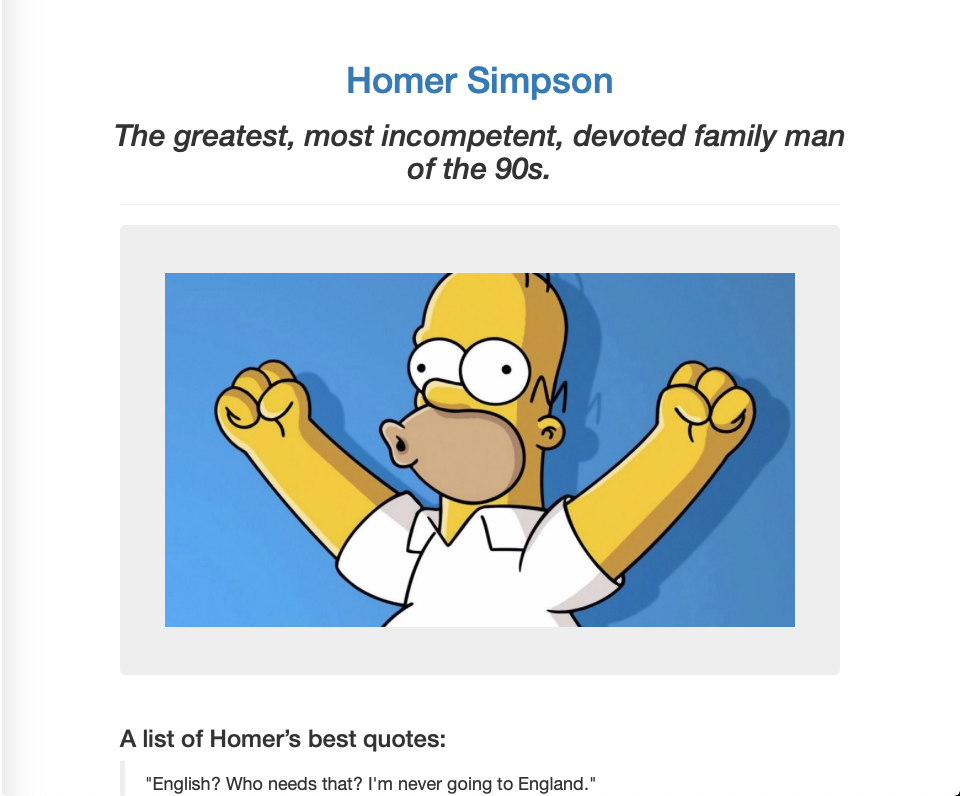 Homer Simpson
The greatest, most incompetent, devoted family man
of the 90s.
A list of Homer’s best quotes:
"English? Who needs that? I'm never going to England."